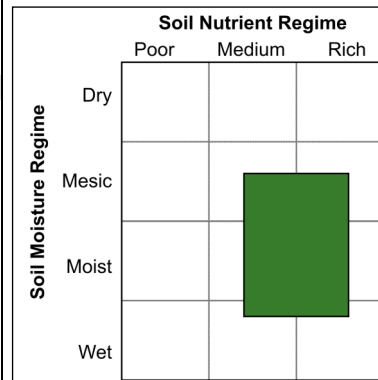 Soil Nutrient Regime
Poor Medium Rich
Soil Moisture Regime
Dry
Mesic
Moist
Wet